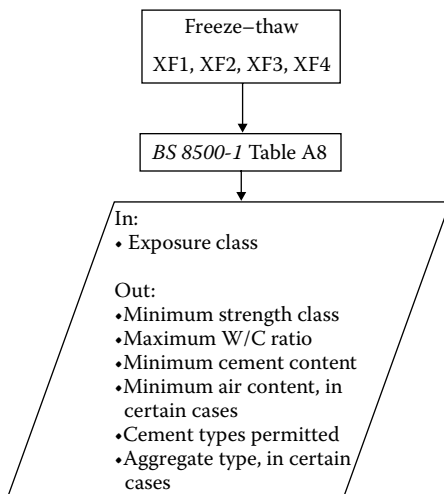 Freeze–thaw
XF1, XF2, XF3, XF4
BS 8500-1 Table A8
In:
• Exposure class
Out:
•Minimum strength class
•Maximum W/C ratio
•Minimum cement content
•Minimum air content, in
certain cases
•Cement types permitted
•Aggregate type, in certain
cases